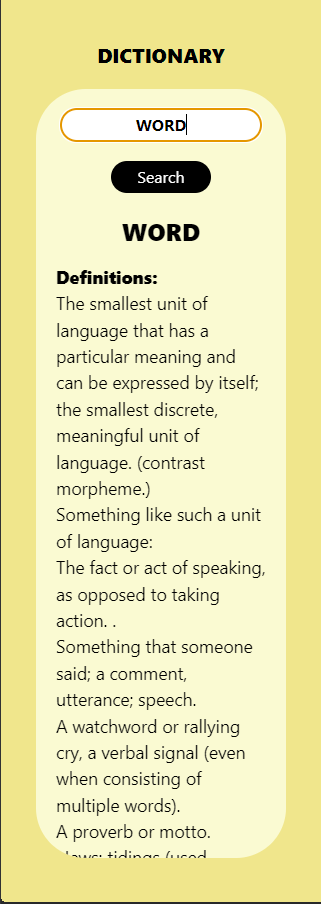 DICTIONARY
WORD
Search
WORD
Definitions:
The smallest unit of
language that has a
particular meaning and
can be expressed by itself;
the smallest discrete,
meaningful unit of
language. (contrast
morpheme.)
Something like such a unit
of language:
The fact or act of speaking,
as opposed to taking
action. .
Something that someone
said; a comment,
utterance; speech.
A watchword or rallying
cry, a verbal signal (even
when consisting of
multiple words).
A proverb or motto.
tidings (used